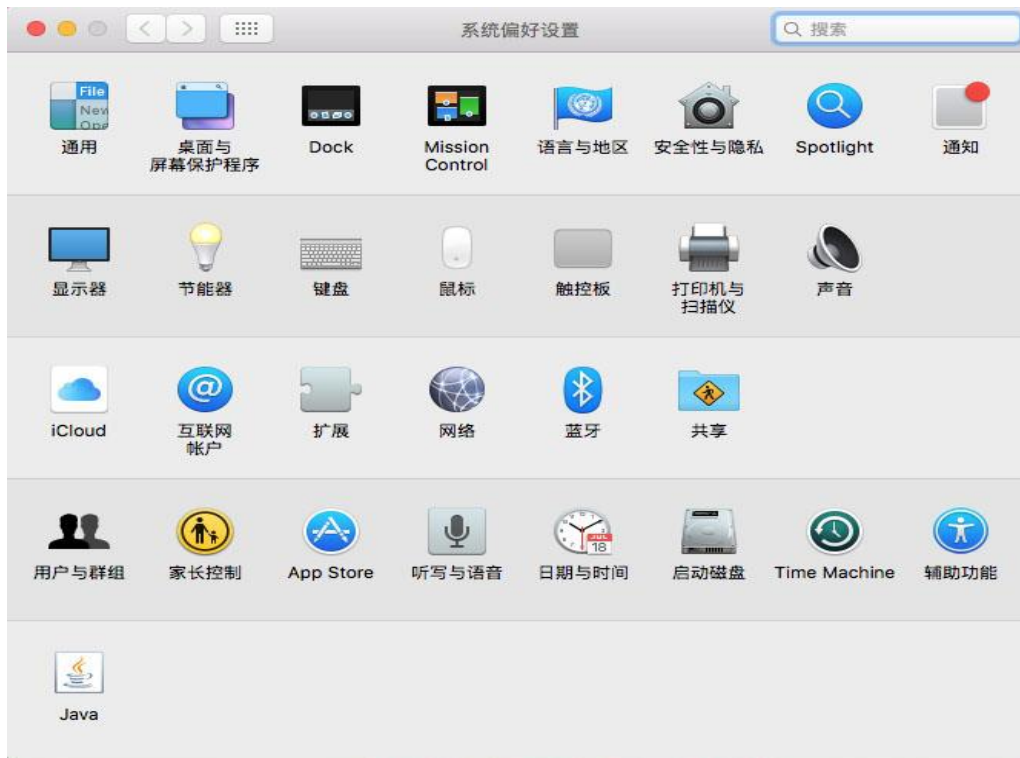 系统偏好设置
搜索
File
New
Ope
通用
桌面与
屏幕保护程序
Dock
Mission
Control
语言与地区
安全性与隐私
Spotlight
通知
显示器
节能器
键盘
鼠标
触控板
打印机与
扫描仪
声音
iCloud
@
互联网
帐户
扩展
网络
蓝牙
共享
用户与群组
家长控制
App Store
听写与语音
JUL
18
日期与时间
启动磁盘
Time Machine
辅助功能
Java